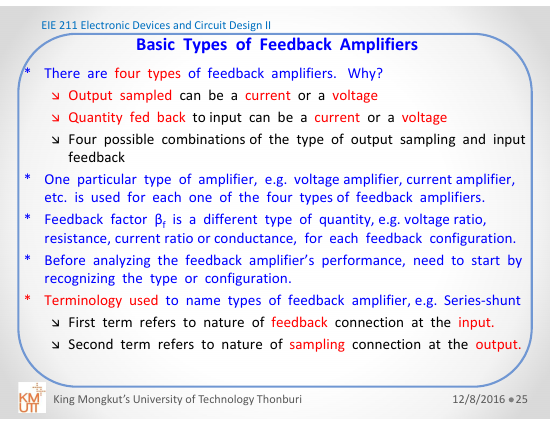 EIE 211 Electronic Devices and Circuit Design II
Basic Types of Feedback Amplifiers
* There are four types of feedback amplifiers. Why?
↘ Output sampled can be a current or a voltage
↘ Quantity fed back to input can be a current or a voltage
↘ Four possible combinations of the type of output sampling and input
feedback
* One particular type of amplifier, e.g. voltage amplifier, current amplifier,
etc. is used for each one of the four types of feedback amplifiers.
* Feedback factor βf is a different type of quantity, e.g. voltage ratio,
resistance, current ratio or conductance, for each feedback configuration.
* Before analyzing the feedback amplifier’s performance, need to start by
recognizing the type or configuration.
* Terminology used to name types of feedback amplifier, e.g. Series-shunt
↘ First term refers to nature of feedback connection at the input.
↘ Second term refers to nature of sampling connection at the output.
KM
UTT
King Mongkut’s University of Technology Thonburi
12/8/2016 ●25